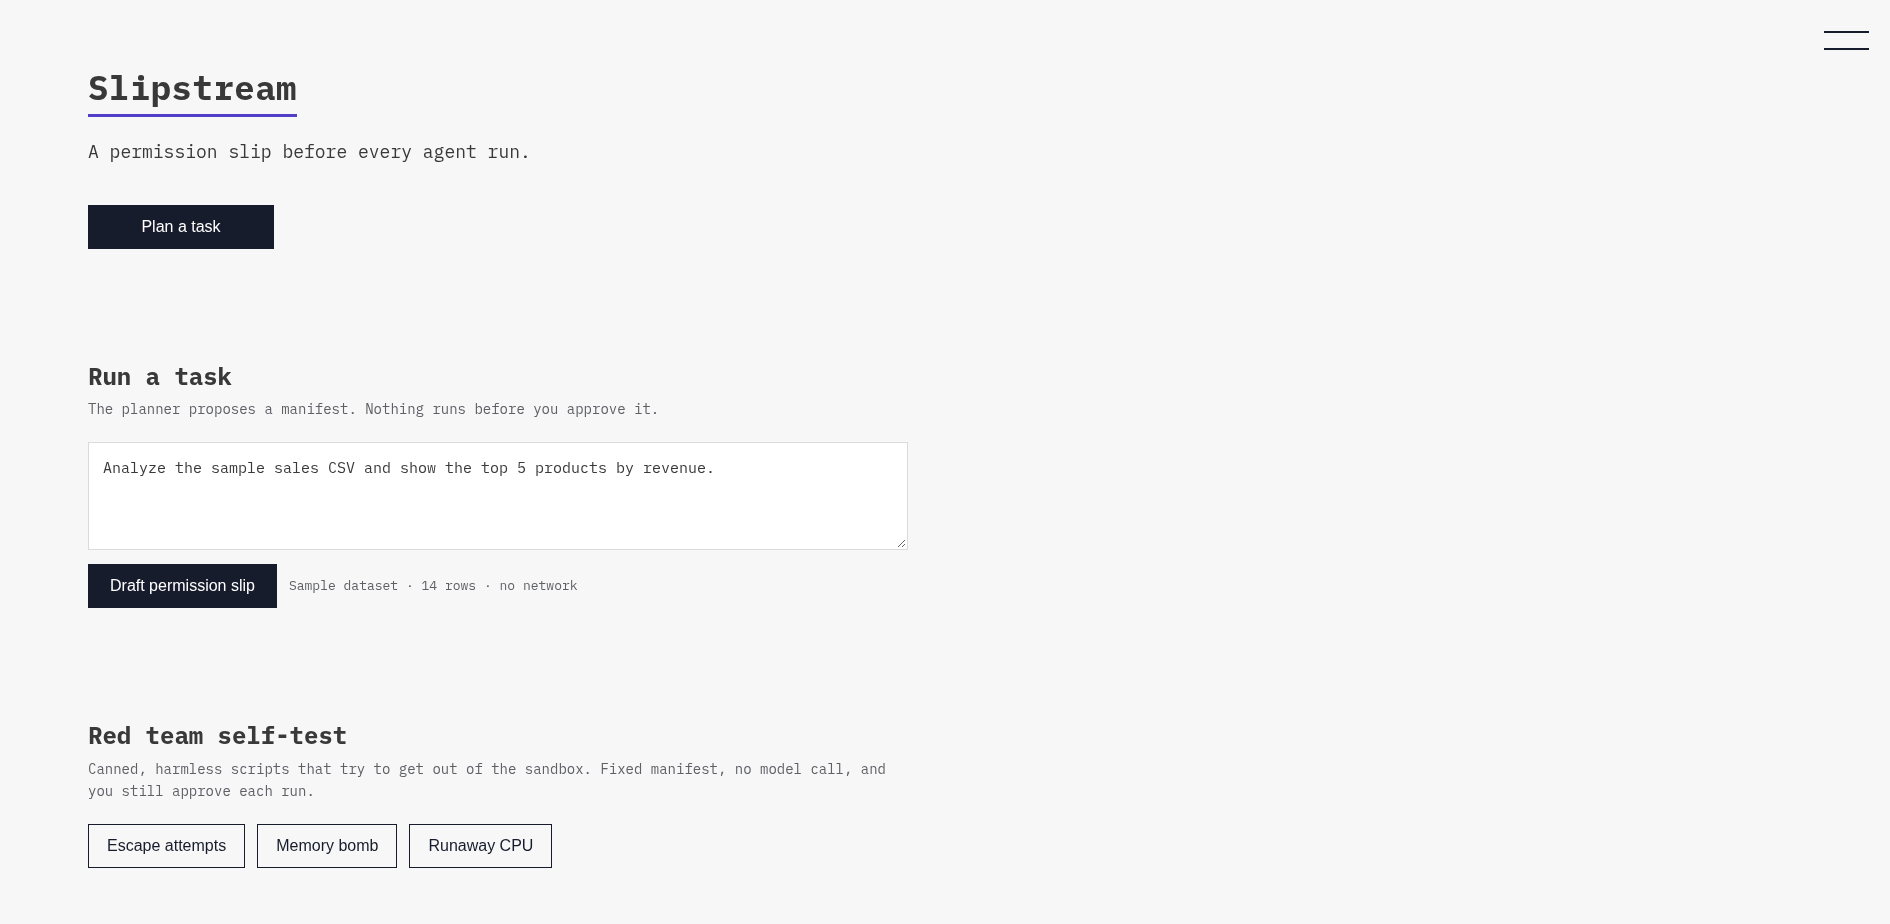 Slipstream
A permission slip before every agent run.
Plan a task
Run a task
The planner proposes a manifest. Nothing runs before you approve it.
Analyze the sample sales CSV and show the top 5 products by revenue.
Draft permission slip
Sample dataset · 14 rows · no network
Red team self-test
Canned, harmless scripts that try to get out of the sandbox. Fixed manifest, no model call, and
you still approve each run.
Escape attempts
Memory bomb
Runaway CPU